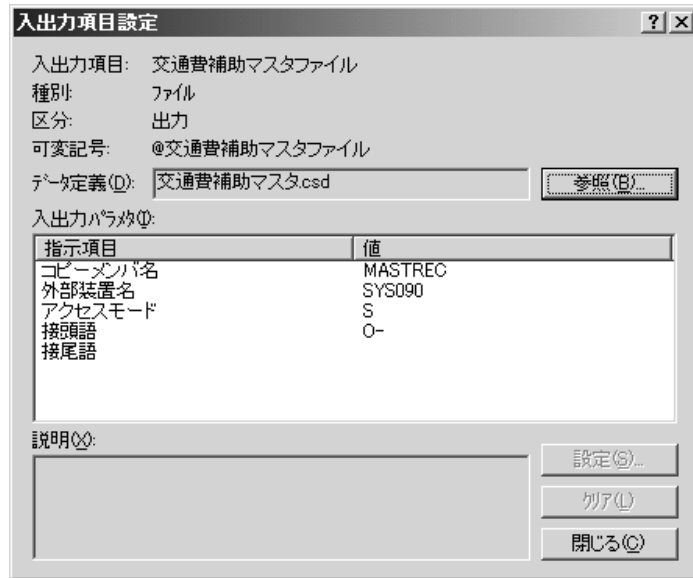 入出力項目設定 ? ×
入出力項目: 交通費補助マスタファイル
種別: ファイル
区分: 出力
可変記号: @交通費補助マスタファイル
データ定義(D): 交通費補助マスタ.csd 参照(B)...
入出力パラメタ(I):
指示項目 値
コピーメンバ名 MASTREC
外部装置名 SYS090
アクセスモード S
接頭語 O-
接尾語
説明(X):
設定(S)...
クリア(L)
閉じる(C)